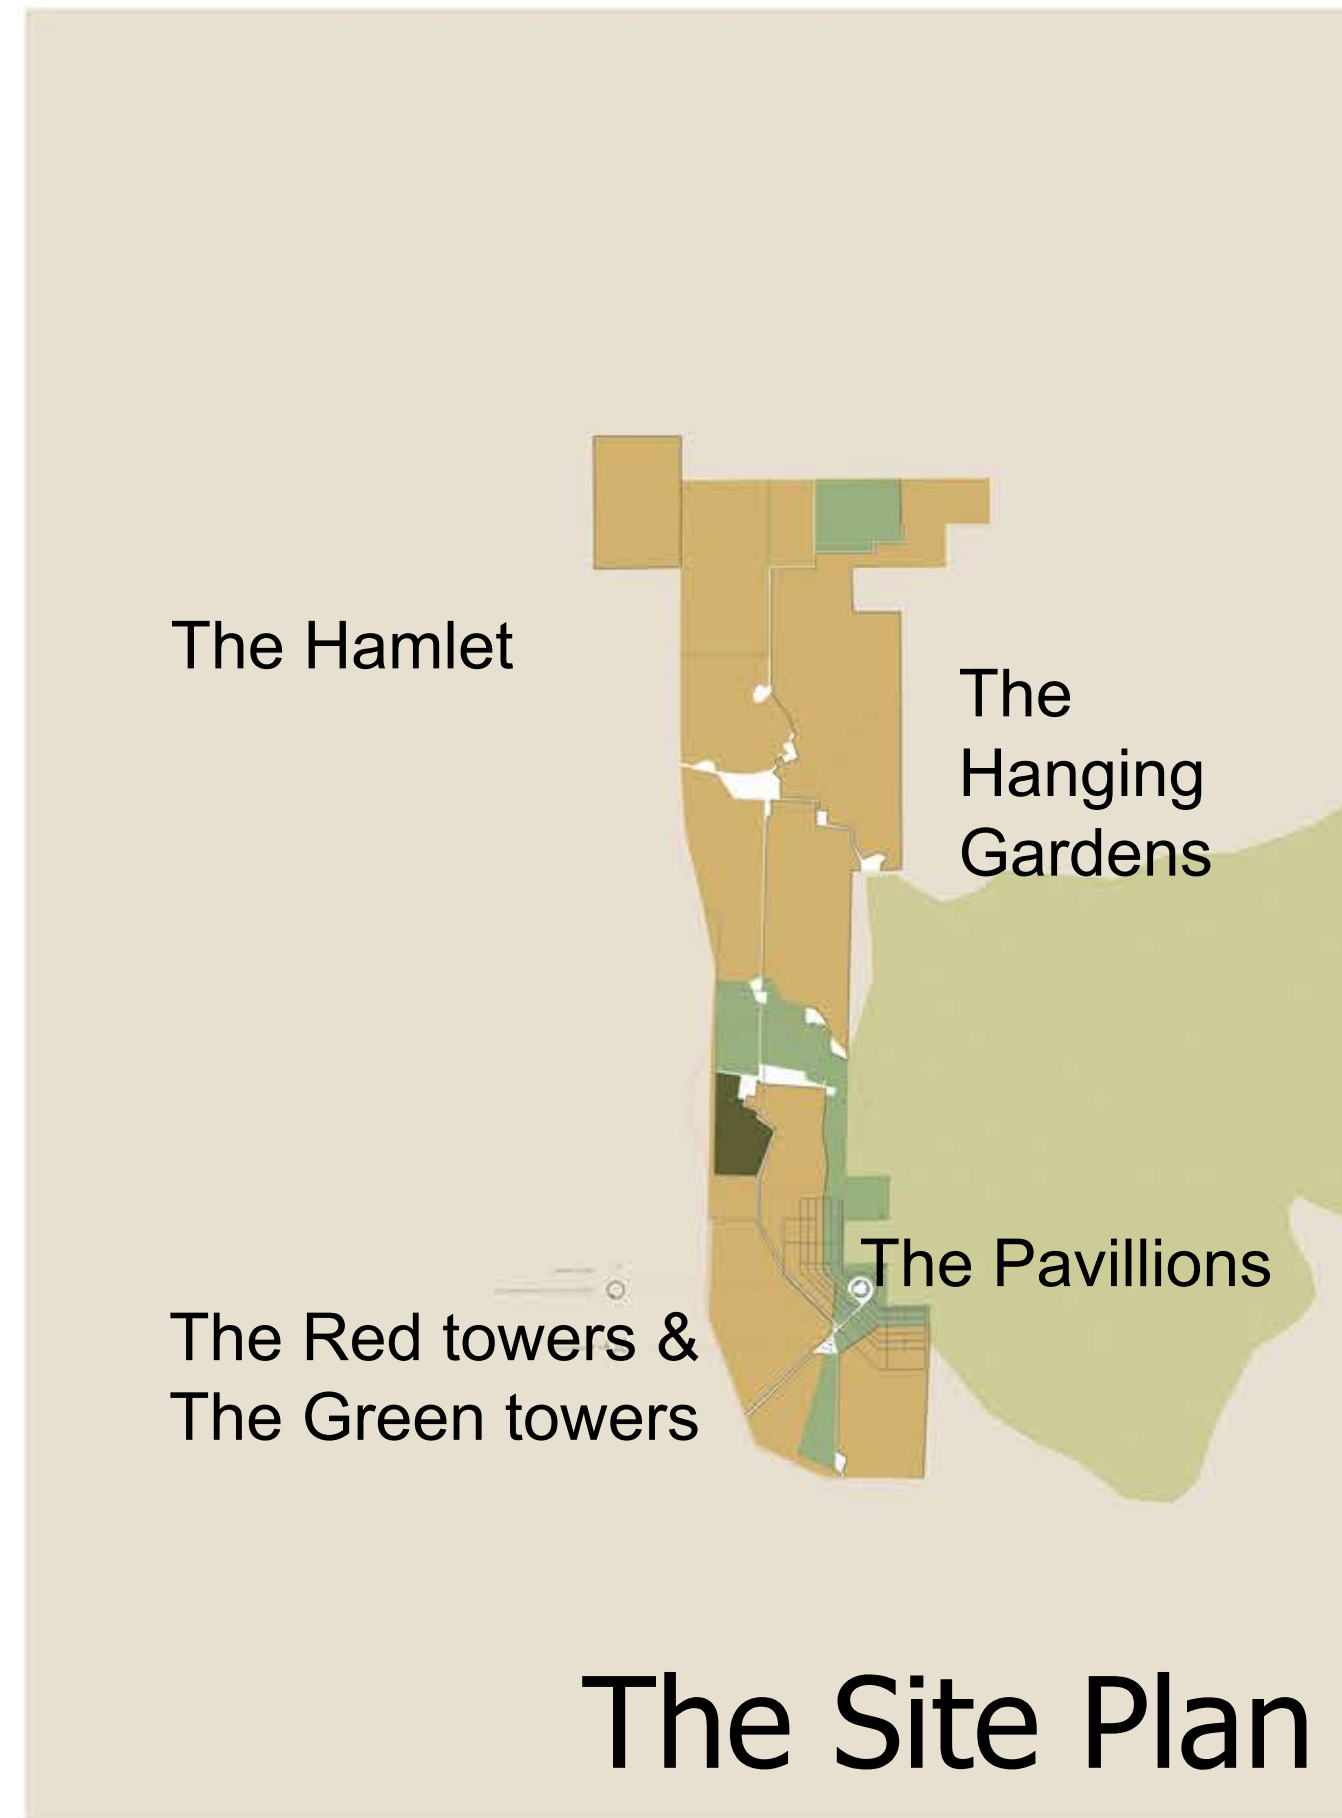 The Hamlet
The
Hanging
Gardens
The Pavillions
The Red towers &
The Green towers
The Site Plan